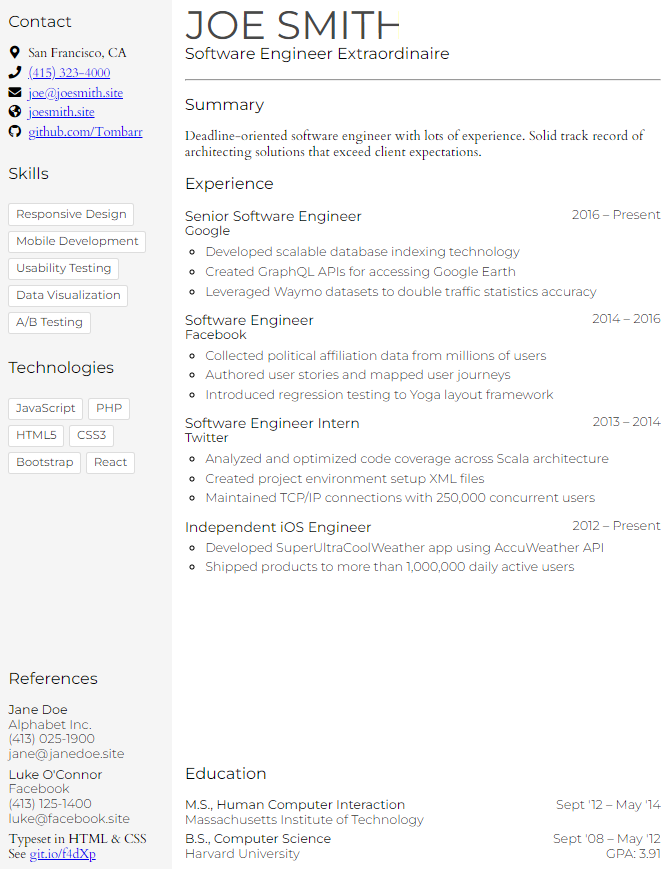 Contact
San Francisco, CA
(415) 323-4000
joe@joesmith.site
joesmith.site
github.com/Tombarr
Skills
Responsive Design
Mobile Development
Usability Testing
Data Visualization
A/B Testing
Technologies
JavaScript PHP
HTML5 CSS3
Bootstrap React
References
Jane Doe
Alphabet Inc.
(413) 025-1900
jane@janedoe.site
Luke O'Connor
Facebook
(413) 125-1400
luke@facebook.site
Typeset in HTML & CSS
See git.io/f4dXp
JOE SMITH
Software Engineer Extraordinaire
Summary
Deadline-oriented software engineer with lots of experience. Solid track record of
architecting solutions that exceed client expectations.
Experience
Senior Software Engineer 2016 – Present
Google
Developed scalable database indexing technology
Created GraphQL APIs for accessing Google Earth
Leveraged Waymo datasets to double traffic statistics accuracy
Software Engineer 2014 – 2016
Facebook
Collected political affiliation data from millions of users
Authored user stories and mapped user journeys
Introduced regression testing to Yoga layout framework
Software Engineer Intern 2013 – 2014
Twitter
Analyzed and optimized code coverage across Scala architecture
Created project environment setup XML files
Maintained TCP/IP connections with 250,000 concurrent users
Independent iOS Engineer 2012 – Present
Developed SuperUltraCoolWeather app using AccuWeather API
Shipped products to more than 1,000,000 daily active users
Education
M.S., Human Computer Interaction Sept '12 – May '14
Massachusetts Institute of Technology
B.S., Computer Science Sept '08 – May '12
Harvard University GPA: 3.91